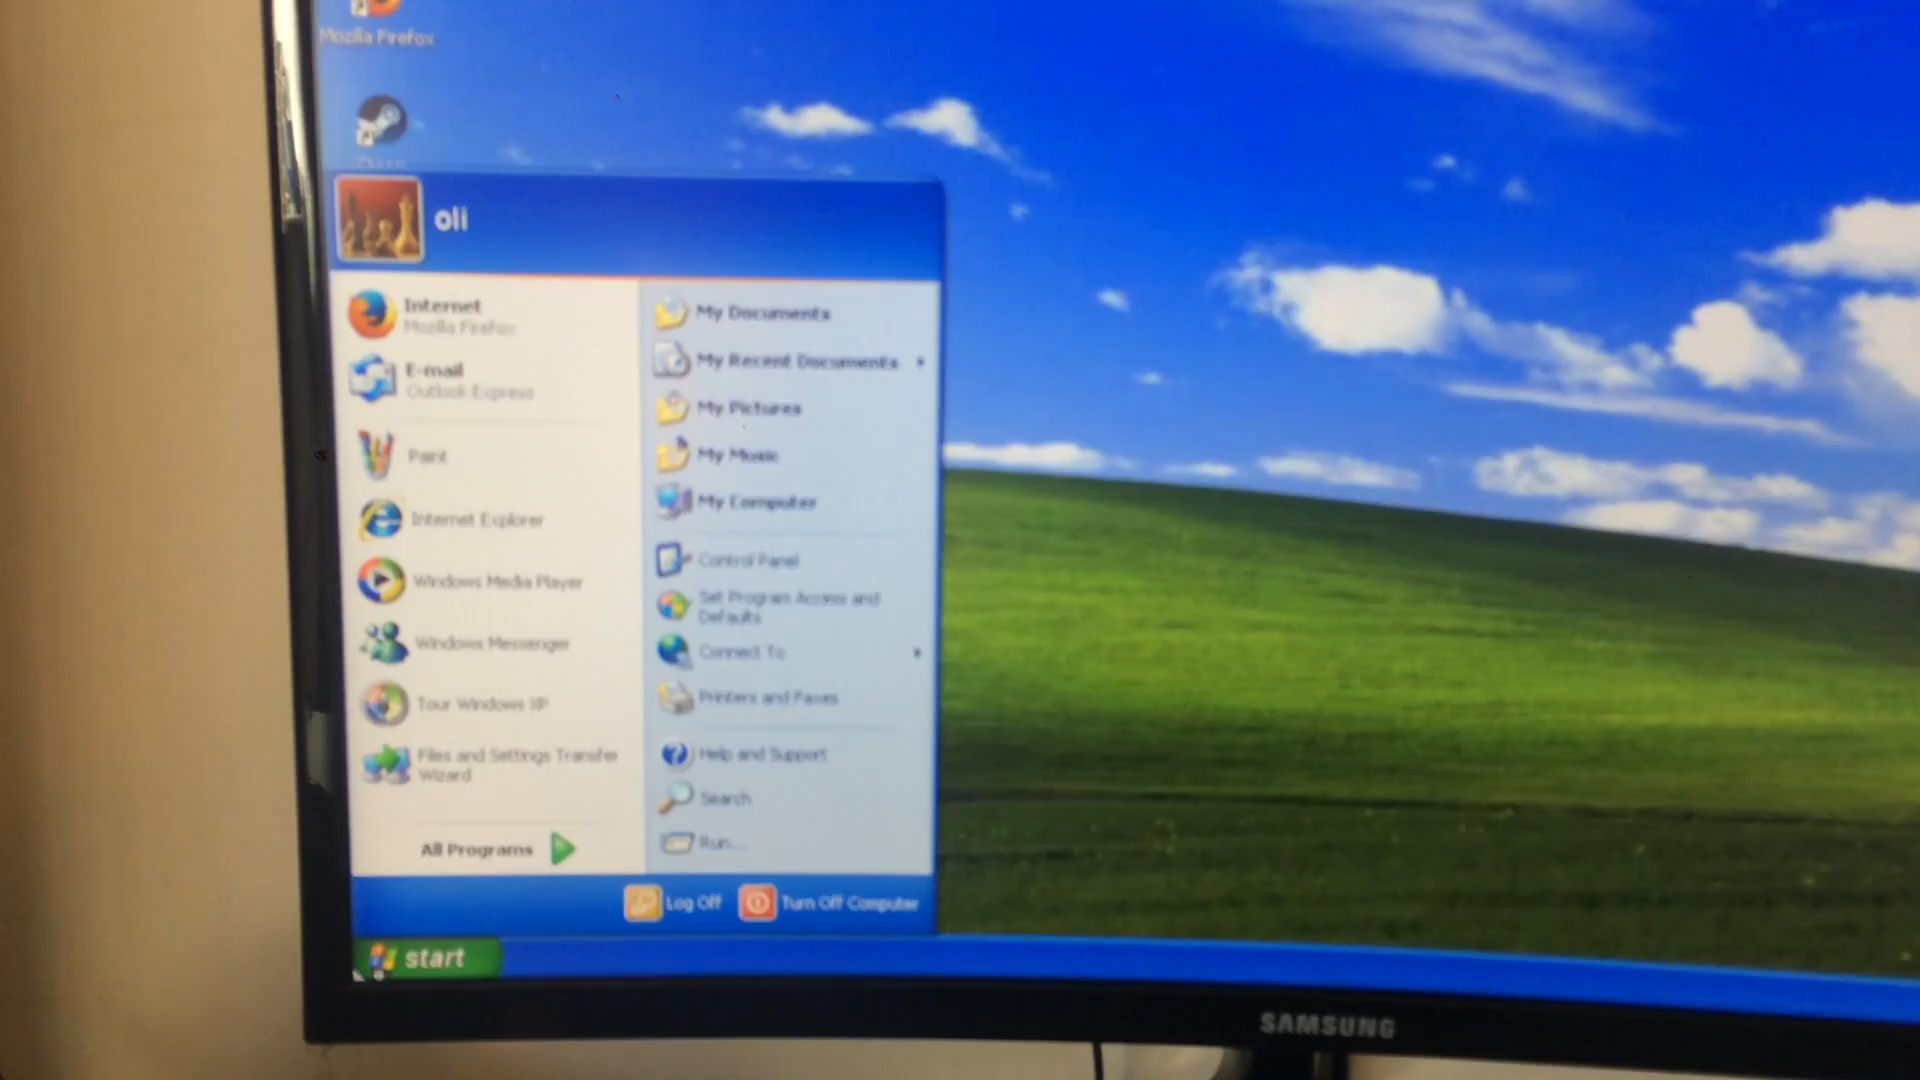 Mozilla Firefox
oli
Internet
Mozilla Firefox
E-mail
Outlook Express
Paint
Internet Explorer
Windows Media Player
Windows Messenger
Tour Windows XP
Files and Settings Transfer
Wizard
All Programs
My Documents
My Recent Documents
My Pictures
My Music
My Computer
Control Panel
Set Program Access and
Defaults
Connect To
Printers and Faxes
Help and Support
Search
Run...
Log Off
Turn Off Computer
start
SAMSUNG